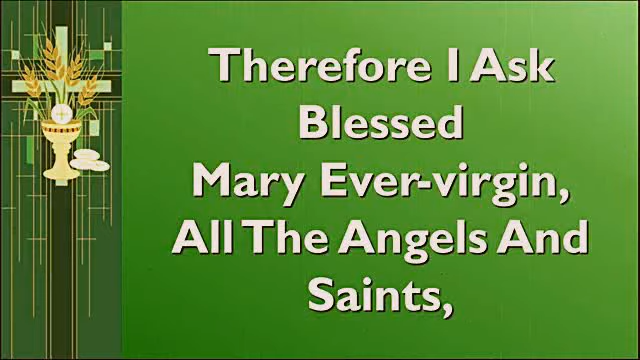 Therefore I Ask
Blessed
Mary Ever-virgin,
All The Angels And
Saints,